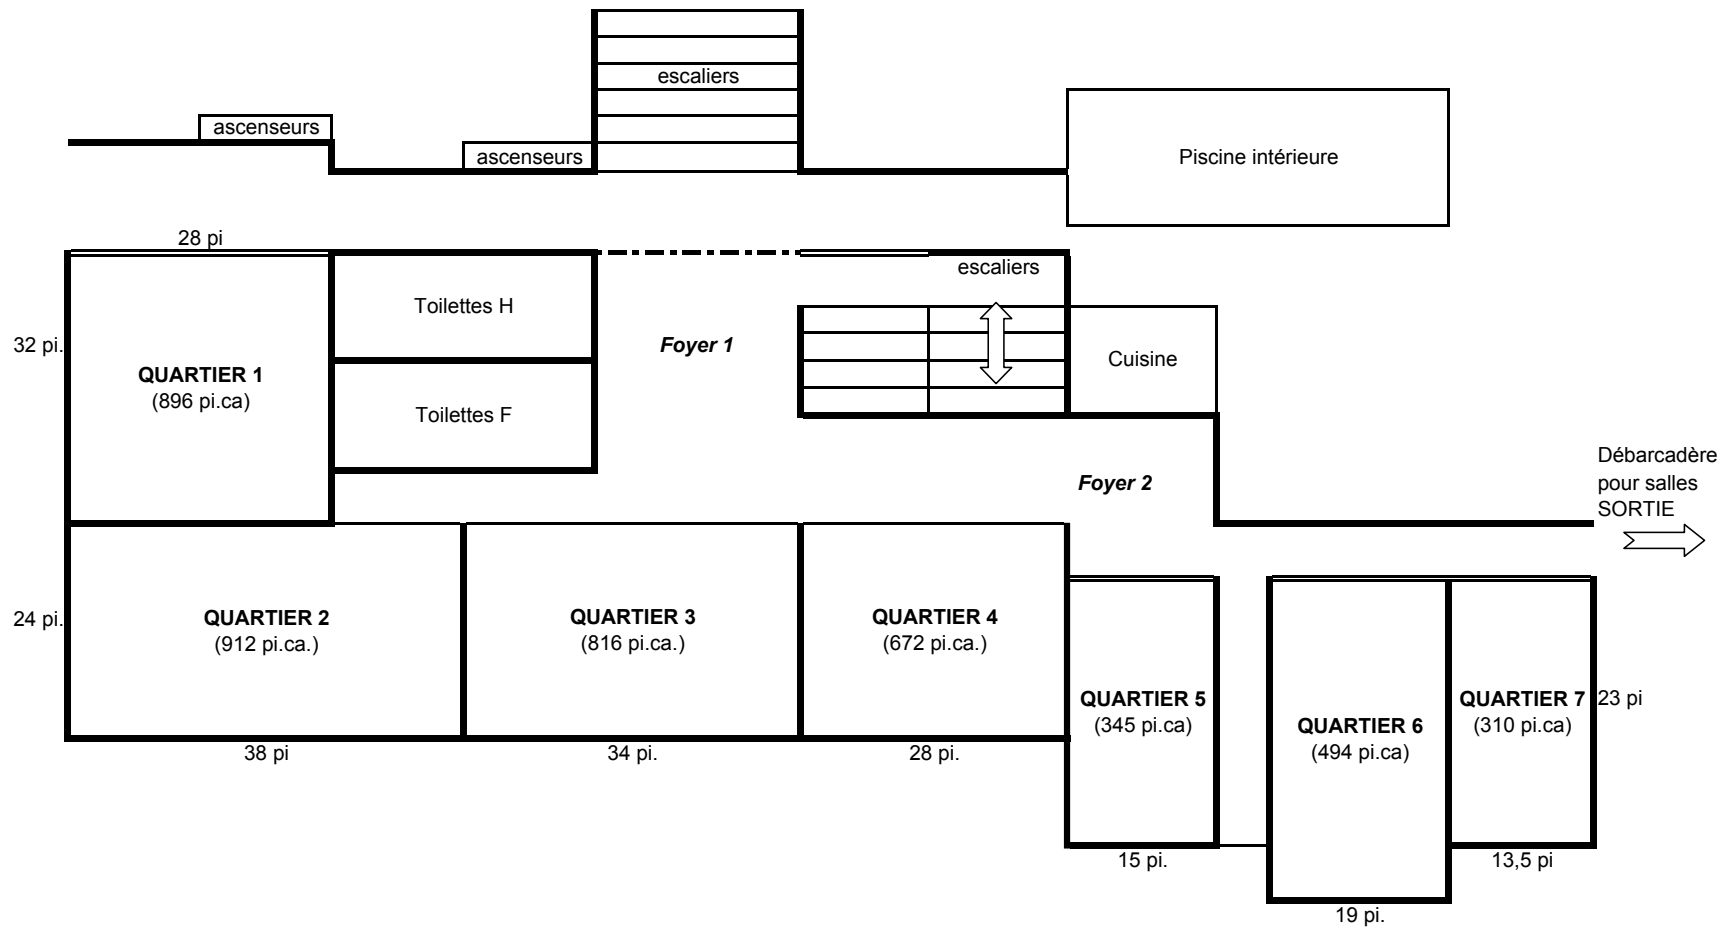 escaliers
ascenseurs
ascenseurs
Piscine intérieure
28 pi
escaliers
Toilettes H
32 pi.
Foyer 1
QUARTIER 1
(896 pi.ca)
Cuisine
Toilettes F
Débarcadère
pour salles
SORTIE
Foyer 2
24 pi.
QUARTIER 2
(912 pi.ca.)
QUARTIER 3
(816 pi.ca.)
QUARTIER 4
(672 pi.ca.)
QUARTIER 5
(345 pi.ca)
QUARTIER 6
(494 pi.ca)
QUARTIER 7
(310 pi.ca)
23 pi
38 pi
34 pi.
28 pi.
15 pi.
13,5 pi
19 pi.